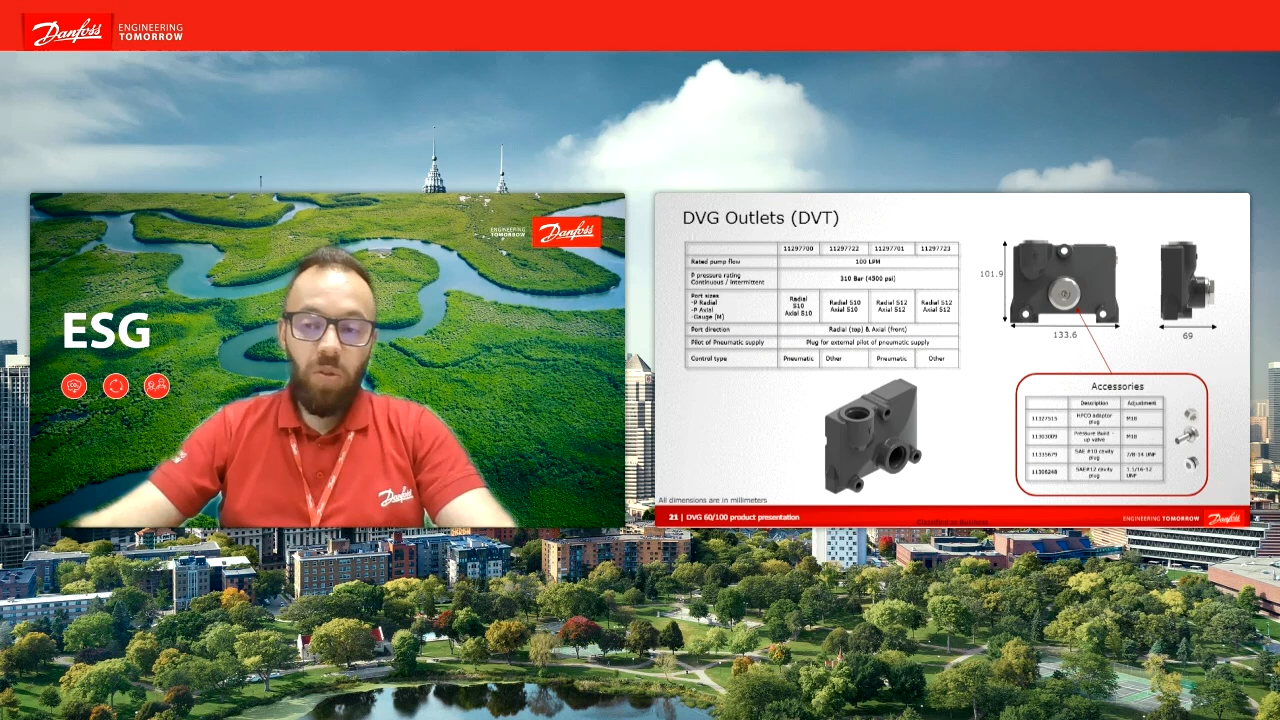 Danfoss
ENGINEERING
TOMORROW
ENGINEERING
TOMORROW
Danfoss
ESG
CO₂
Danfoss
DVG Outlets (DVT)
11297700 11297722 11297701 11297723
Rated pump flow 100 LPM
P pressure rating
Continuous / Intermittent 310 Bar (4500 psi)
Port sizes
-P Radial
-P Axial
-Gauge (M)
Radial
S10
Axial S10
Radial S10
Axial S10
Radial S12
Axial S12
Radial S12
Axial S12
Port direction Radial (top) & Axial (front)
Pilot of Pneumatic supply Plug for external pilot of pneumatic supply
Control type Pneumatic Other Pneumatic Other
101.9
133.6
69
Accessories
Description Adjustment
11327515 HPCO adaptor plug M18
11303009 Pressure Build - up valve M18
11335679 SAE #10 cavity plug 7/8-14 UNF
11306248 SAE#12 cavity plug 1.1/16-12 UNF
All dimensions are in millimeters
21 | DVG 60/100 product presentation
Classified as Business
ENGINEERING TOMORROW
Danfoss